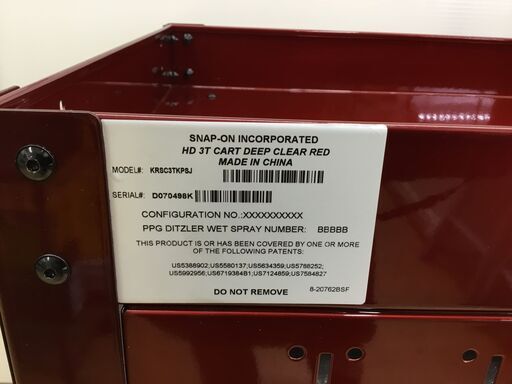 SNAP-ON INCORPORATED
HD 3T CART DEEP CLEAR RED
MADE IN CHINA
MODEL#: KRSC3TKPSJ
SERIAL#: D070498K
CONFIGURATION NO.:XXXXXXXXXX
PPG DITZLER WET SPRAY NUMBER: BBBBB
THIS PRODUCT IS OR HAS BEEN COVERED BY ONE OR MORE
OF THE FOLLOWING PATENTS:
US5388902;US5580137;US5634359;US5788252;
US5992956;US6719384B1;US7124859;US7584827
DO NOT REMOVE 8-20762BSF